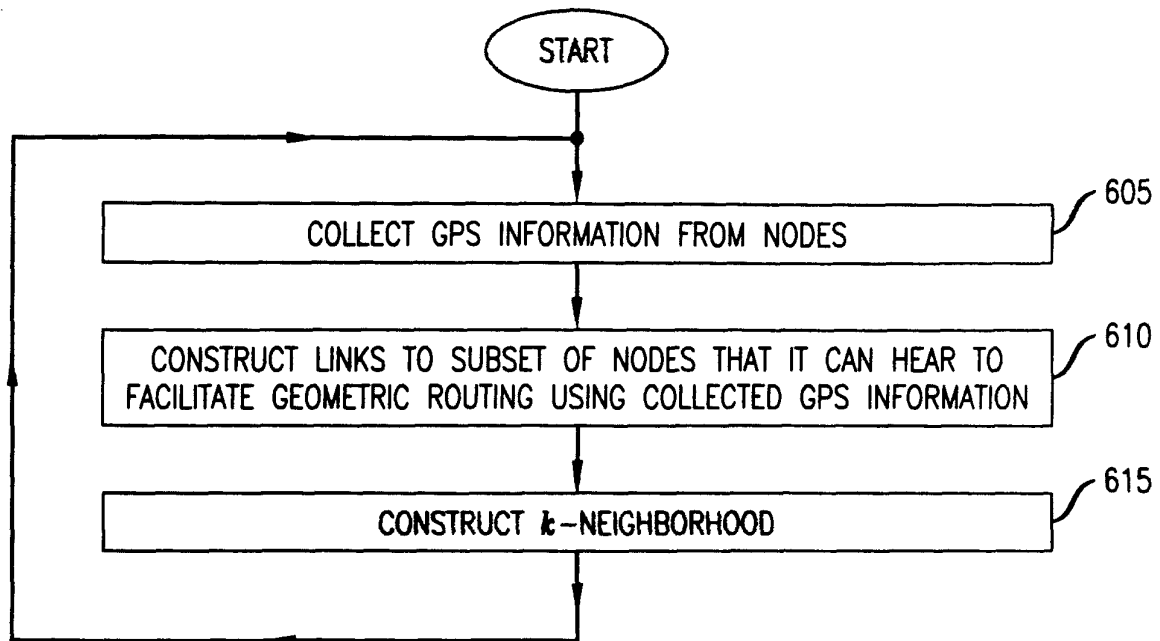 START
605
COLLECT GPS INFORMATION FROM NODES
610
CONSTRUCT LINKS TO SUBSET OF NODES THAT IT CAN HEAR TO
FACILITATE GEOMETRIC ROUTING USING COLLECTED GPS INFORMATION
615
CONSTRUCT k-NEIGHBORHOOD